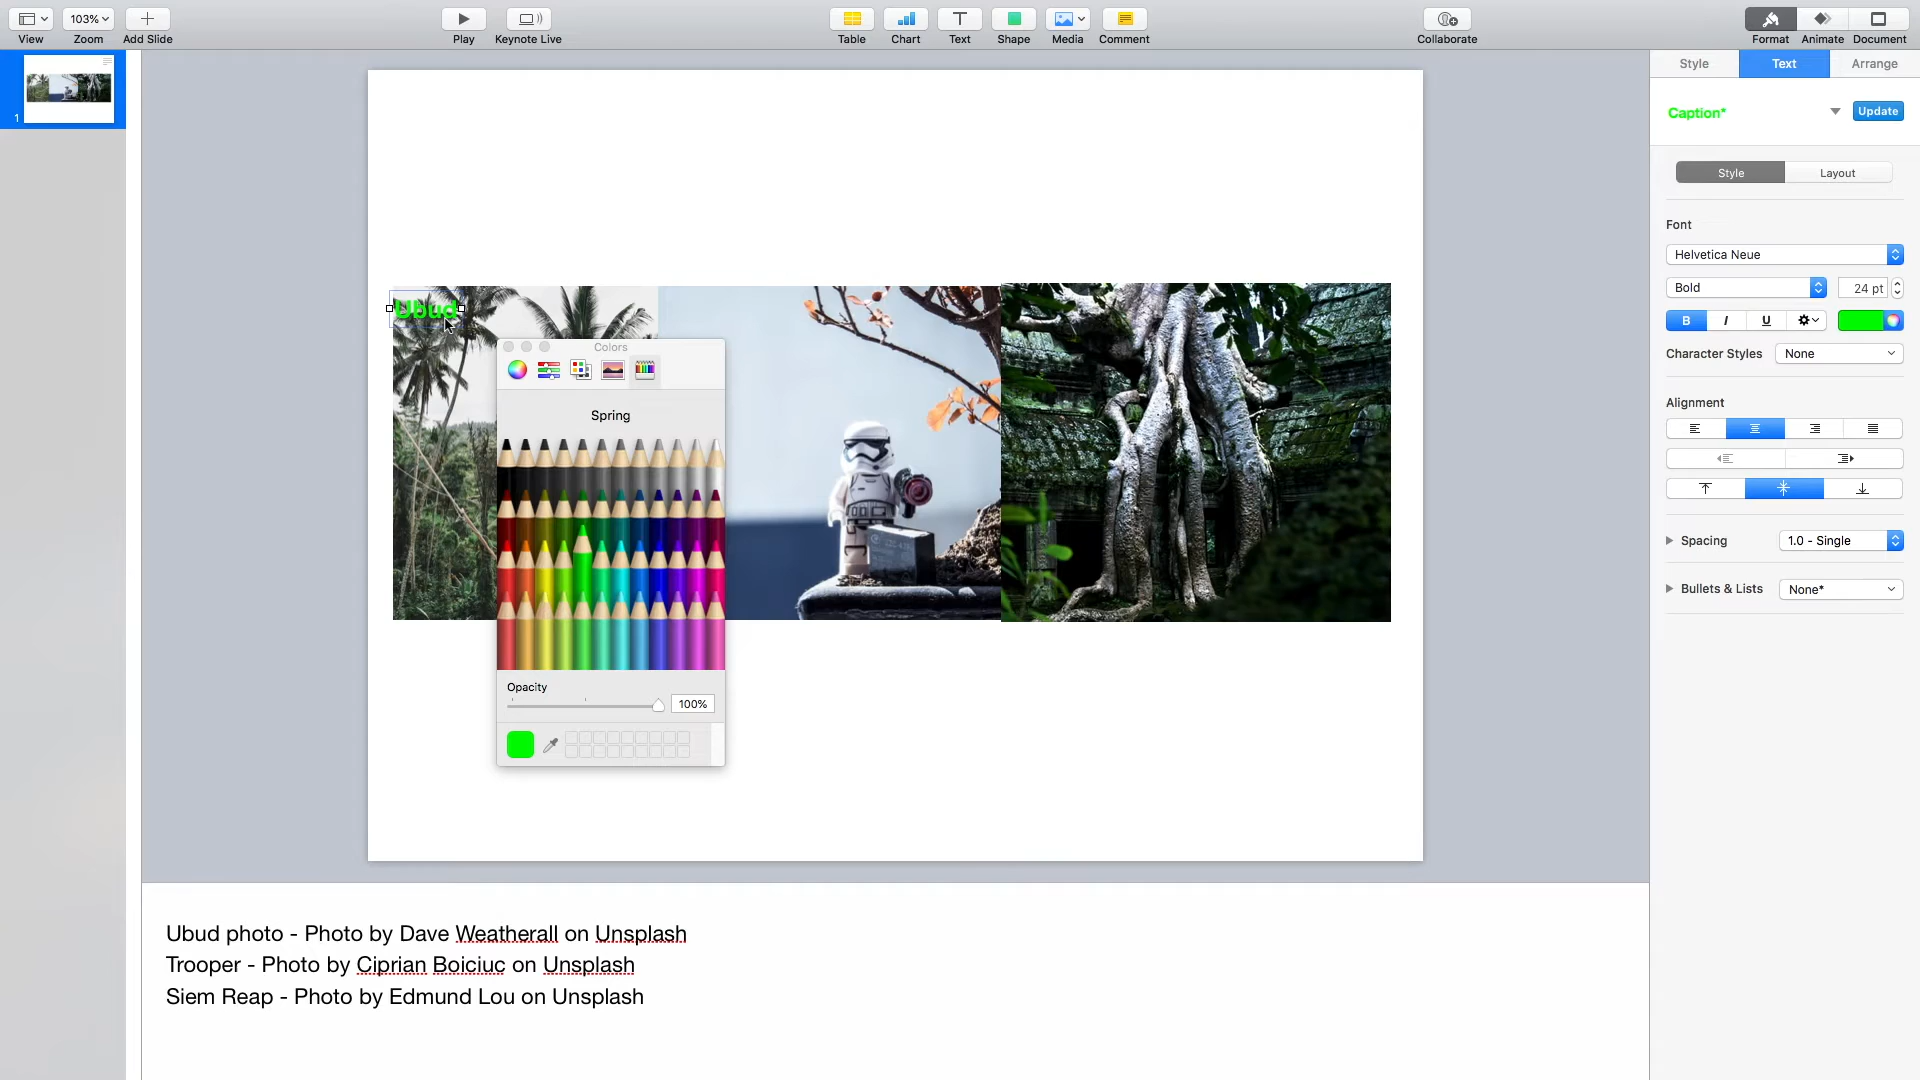 View
103%
Zoom
Add Slide
Play
Keynote Live
Table
Chart
Text
Shape
Media
Comment
Collaborate
Format
Animate
Document
1
Style
Text
Arrange
Caption*
Update
Style
Layout
Font
Helvetica Neue
Bold
24 pt
B
I
U
Character Styles
None
Alignment
Spacing
1.0 - Single
Bullets & Lists
None*
Ubud
Colors
Spring
Opacity
100%
Ubud photo - Photo by Dave Weatherall on Unsplash
Trooper - Photo by Ciprian Boiciuc on Unsplash
Siem Reap - Photo by Edmund Lou on Unsplash